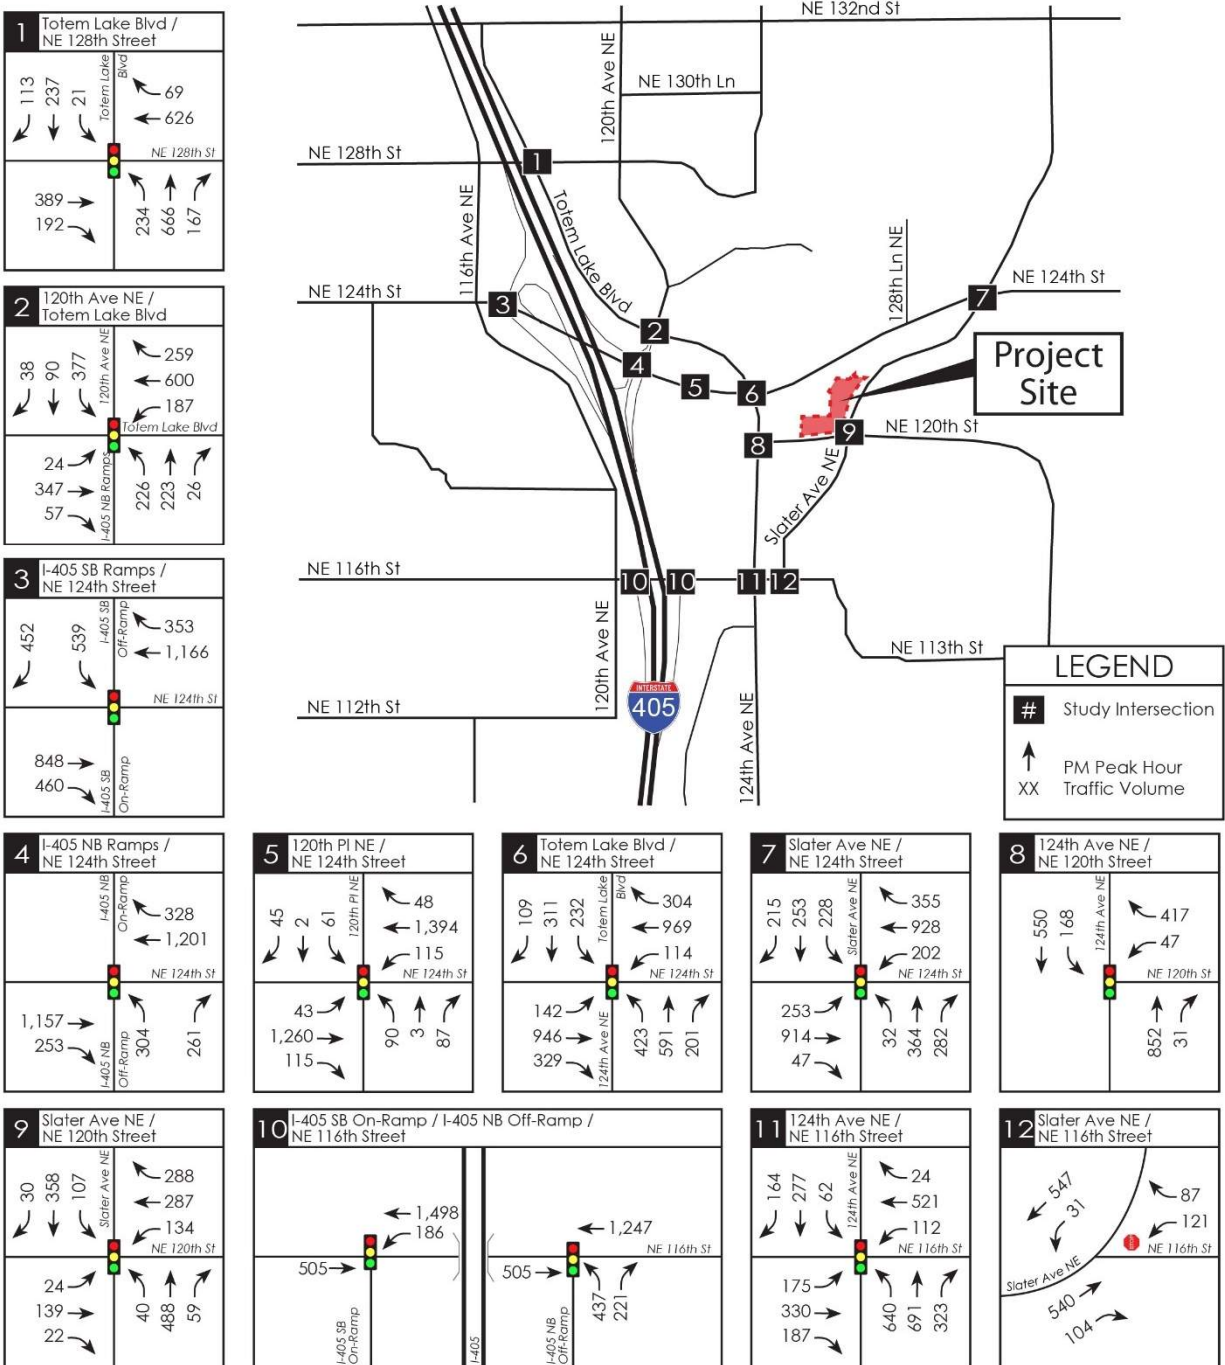 1
Totem Lake Blvd /
NE 128th Street
113
237
21
Totem Lake
Blvd
69
626
NE 128th St
389
192
234
666
167
2
120th Ave NE /
Totem Lake Blvd
38
90
377
120th Ave NE
259
600
187
Totem Lake Blvd
24
347
57
I-405 NB Ramps
226
223
26
3
I-405 SB Ramps /
NE 124th Street
452
539
I-405 SB
Off-Ramp
353
1,166
NE 124th St
848
460
I-405 SB
On-Ramp
NE 132nd St
120th Ave NE
NE 130th Ln
NE 128th St
1
116th Ave NE
Totem Lake Blvd
128th Ln NE
NE 124th St
3
2
4
5
6
7
NE 124th St
Project
Site
8
9
NE 120th St
Slater Ave NE
NE 116th St
10
10
11
12
120th Ave NE
NE 113th St
INTERSTATE
405
124th Ave NE
NE 112th St
LEGEND
#
Study Intersection
XX
PM Peak Hour
Traffic Volume
4
I-405 NB Ramps /
NE 124th Street
I-405 NB
On-Ramp
328
1,201
NE 124th St
1,157
253
I-405 NB
Off-Ramp
304
261
5
120th Pl NE /
NE 124th Street
45
2
61
120th Pl NE
48
1,394
115
NE 124th St
43
1,260
115
90
3
87
6
Totem Lake Blvd /
NE 124th Street
109
311
232
Totem Lake
Blvd
304
969
114
NE 124th St
142
946
329
124th Ave NE
423
591
201
7
Slater Ave NE /
NE 124th Street
215
253
228
Slater Ave NE
355
928
202
NE 124th St
253
914
47
32
364
282
8
124th Ave NE /
NE 120th Street
550
168
124th Ave NE
417
47
NE 120th St
852
31
9
Slater Ave NE /
NE 120th Street
30
358
107
Slater Ave NE
288
287
134
NE 120th St
24
139
22
40
488
59
10
I-405 SB On-Ramp / I-405 NB Off-Ramp /
NE 116th Street
1,498
186
505
I-405 SB
On-Ramp
I-405
1,247
NE 116th St
505
437
221
I-405 NB
Off-Ramp
11
124th Ave NE /
NE 116th Street
164
277
62
124th Ave NE
24
521
112
NE 116th St
175
330
187
640
691
323
12
Slater Ave NE /
NE 116th Street
547
31
87
121
NE 116th St
Slater Ave NE
540
104